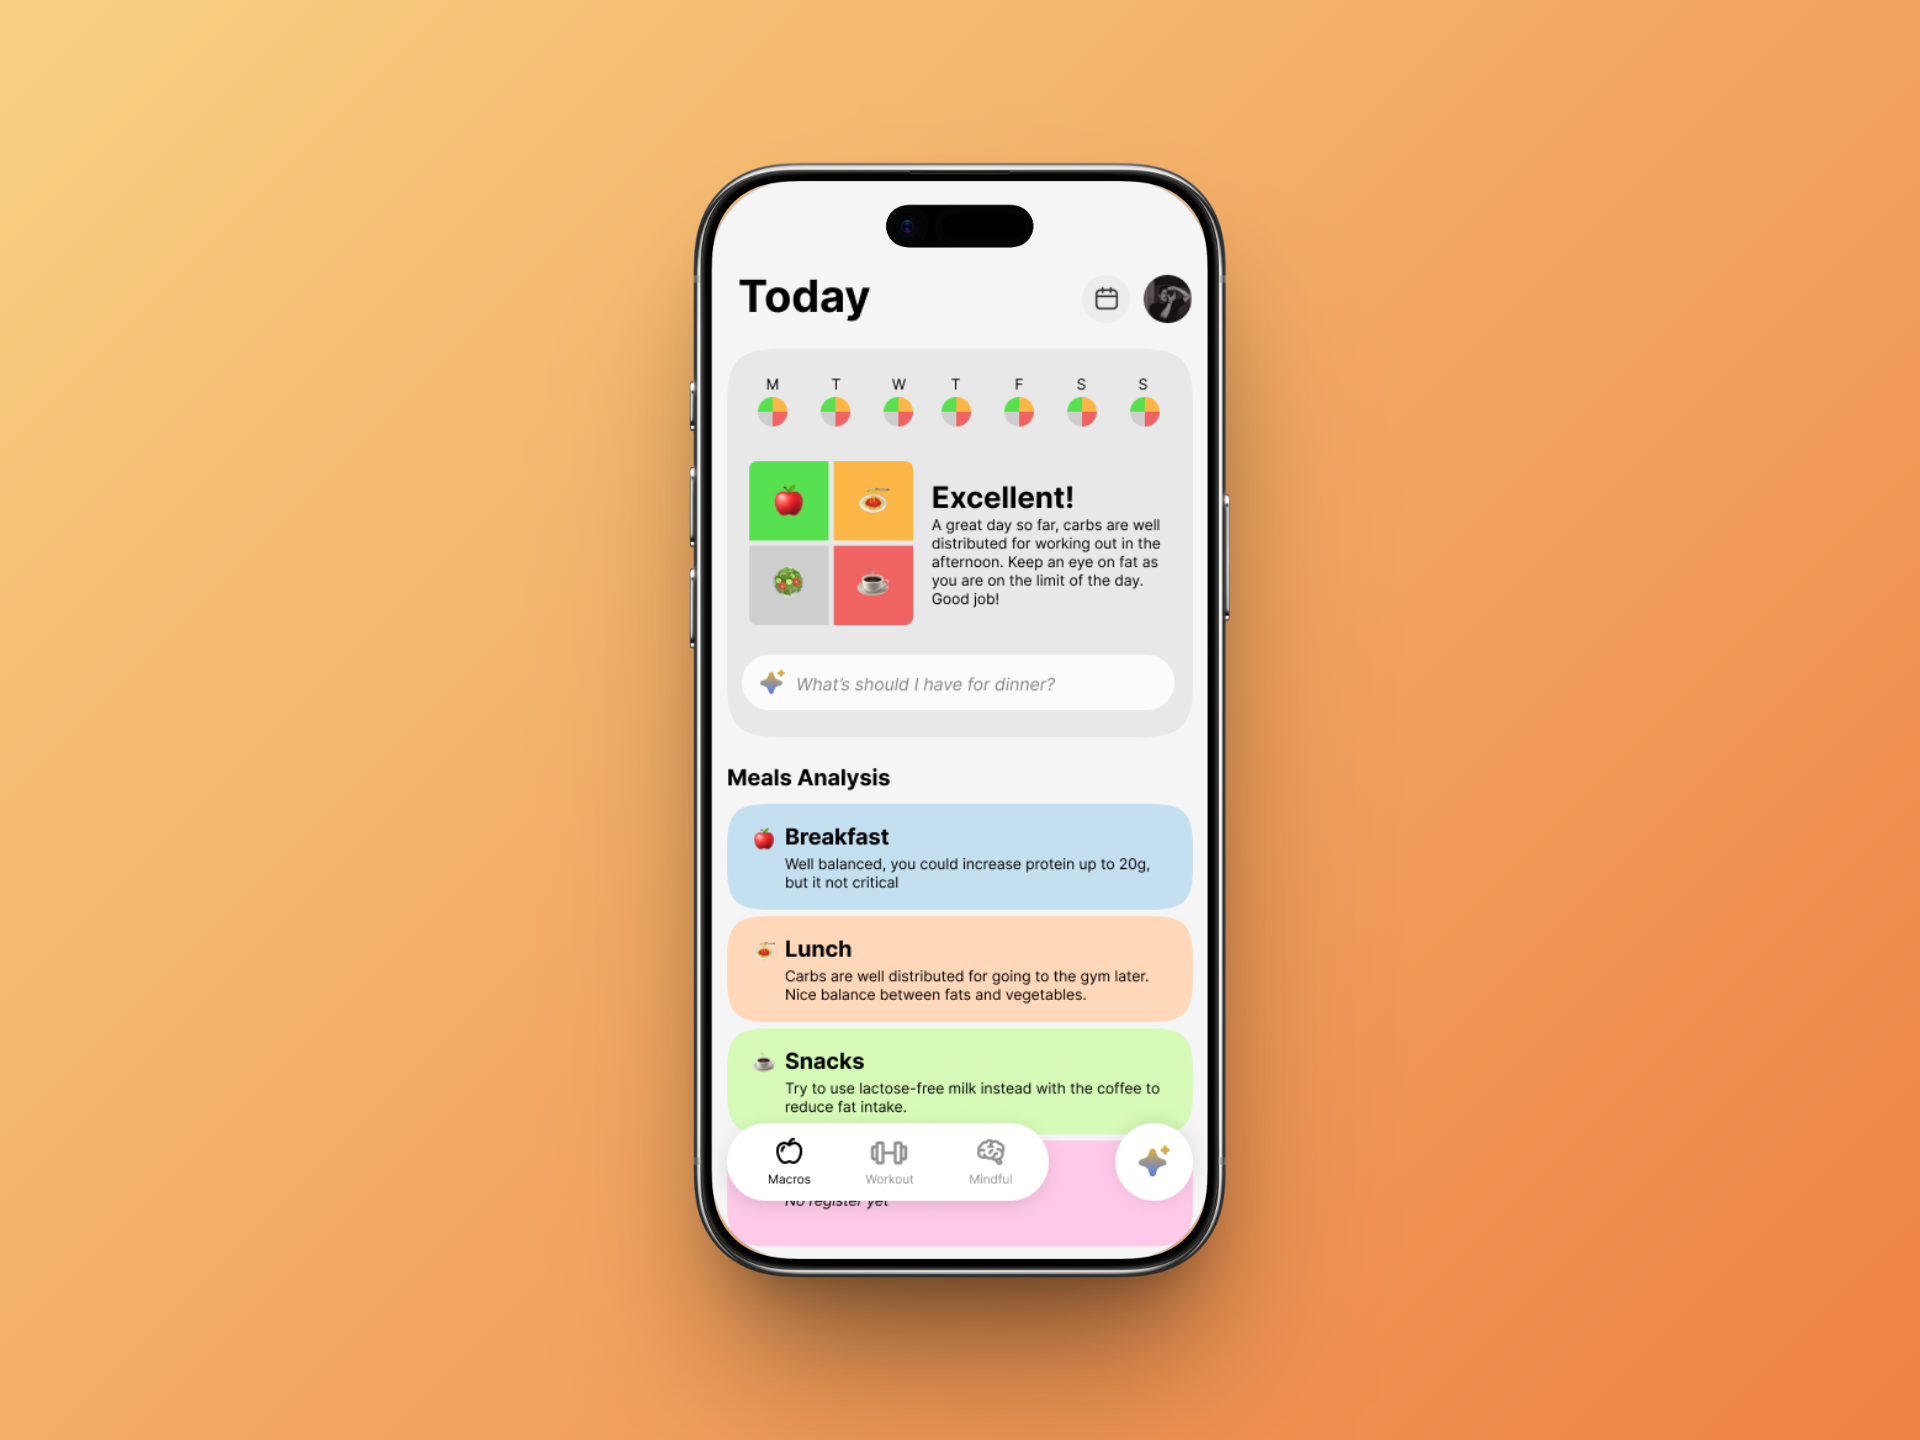 Today
M T W T F S S
Excellent!
A great day so far, carbs are well
distributed for working out in the
afternoon. Keep an eye on fat as
you are on the limit of the day.
Good job!
What's should I have for dinner?
Meals Analysis
Breakfast
Well balanced, you could increase protein up to 20g,
but it not critical
Lunch
Carbs are well distributed for going to the gym later.
Nice balance between fats and vegetables.
Snacks
Try to use lactose-free milk instead with the coffee to
reduce fat intake.
Macros Workout Mindful
No register yet